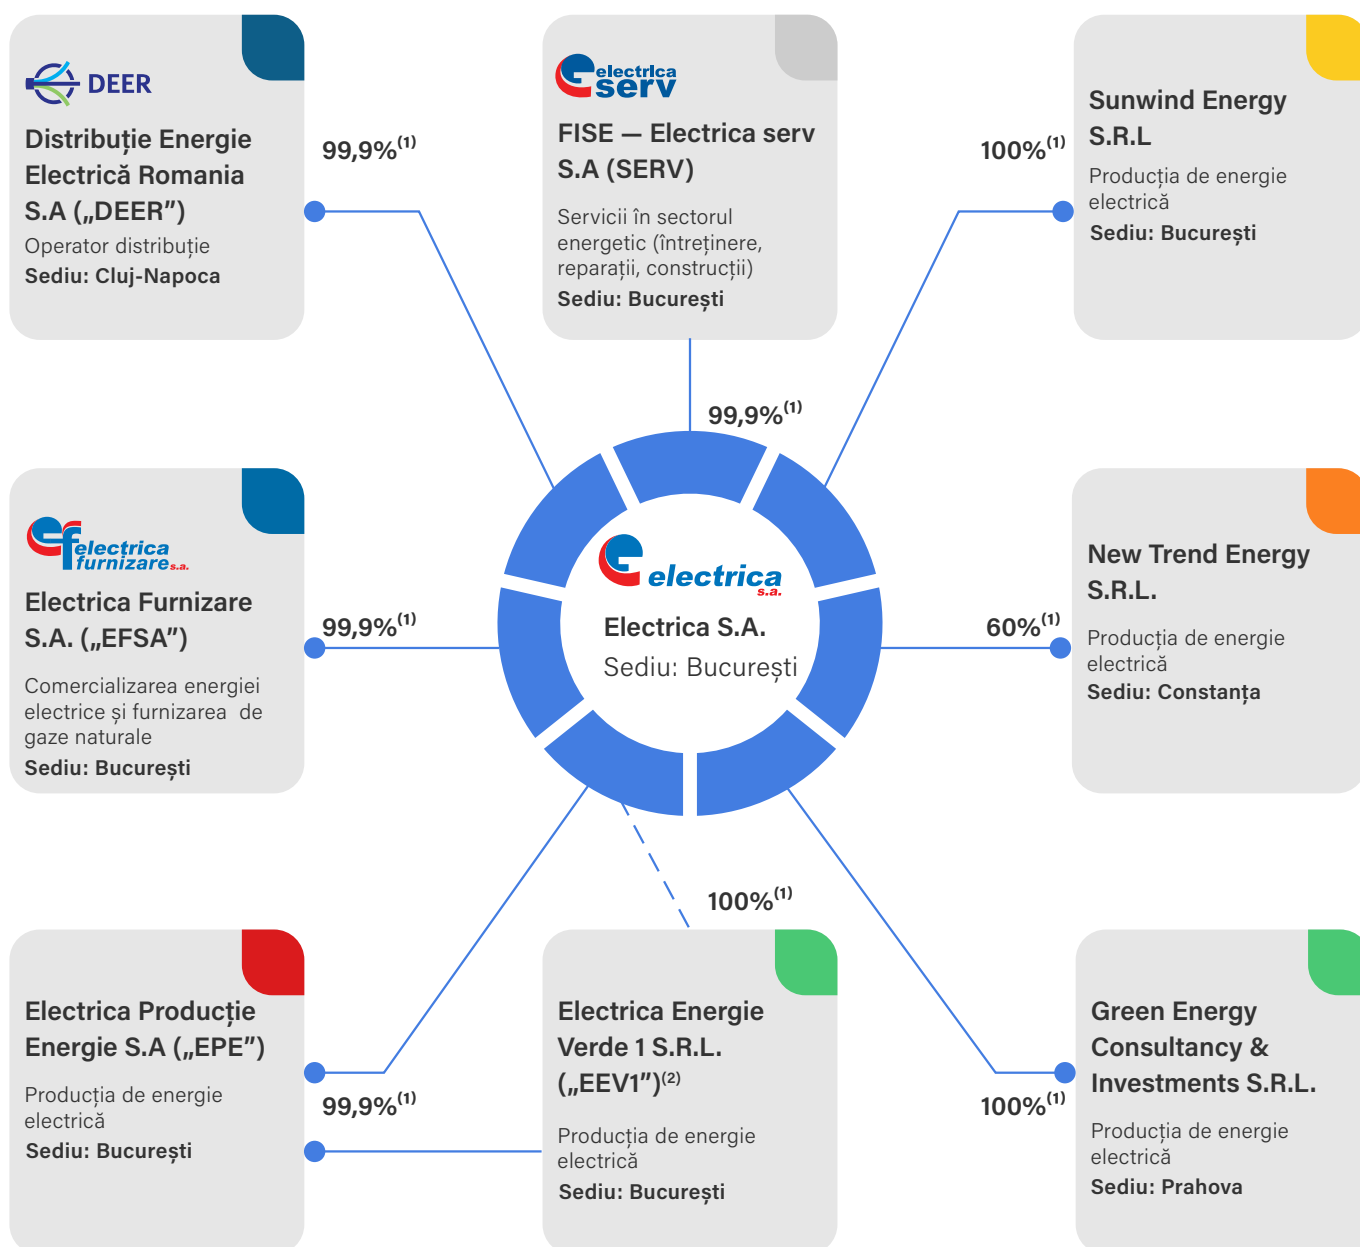 DEER
Distribuție Energie
Electrică Romania
S.A („DEER”)
Operator distribuție
Sediu: Cluj-Napoca
99,9%(1)
electrica
serv
FISE — Electrica serv
S.A (SERV)
Servicii în sectorul
energetic (întreținere,
reparații, construcții)
Sediu: București
99,9%(1)
Sunwind Energy
S.R.L
Producția de energie
electrică
Sediu: București
100%(1)
electrica
furnizare s.a.
Electrica Furnizare
S.A. („EFSA”)
Comercializarea energiei
electrice și furnizarea de
gaze naturale
Sediu: București
99,9%(1)
electrica
s.a.
Electrica S.A.
Sediu: București
60%(1)
New Trend Energy
S.R.L.
Producția de energie
electrică
Sediu: Constanța
Electrica Producție
Energie S.A („EPE”)
Producția de energie
electrică
Sediu: București
99,9%(1)
100%(1)
Electrica Energie
Verde 1 S.R.L.
(„EEV1”)(2)
Producția de energie
electrică
Sediu: București
100%(1)
Green Energy
Consultancy &
Investments S.R.L.
Producția de energie
electrică
Sediu: Prahova